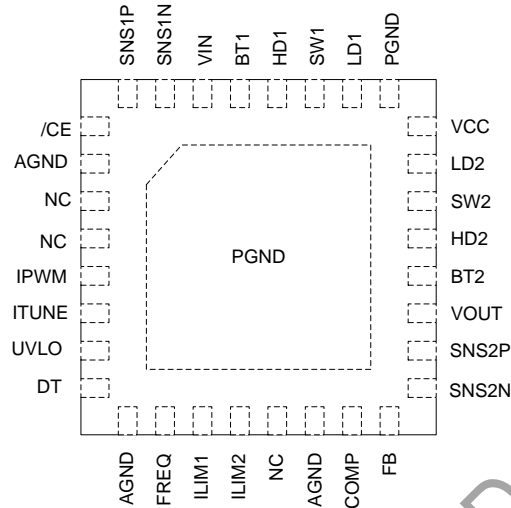 SNS1P
SNS1N
VIN
BT1
HD1
SW1
LD1
PGND
/CE
AGND
NC
NC
IPWM
ITUNE
UVLO
DT
PGND
VCC
LD2
SW2
HD2
BT2
VOUT
SNS2P
SNS2N
AGND
FREQ
ILIM1
ILIM2
NC
AGND
COMP
FB